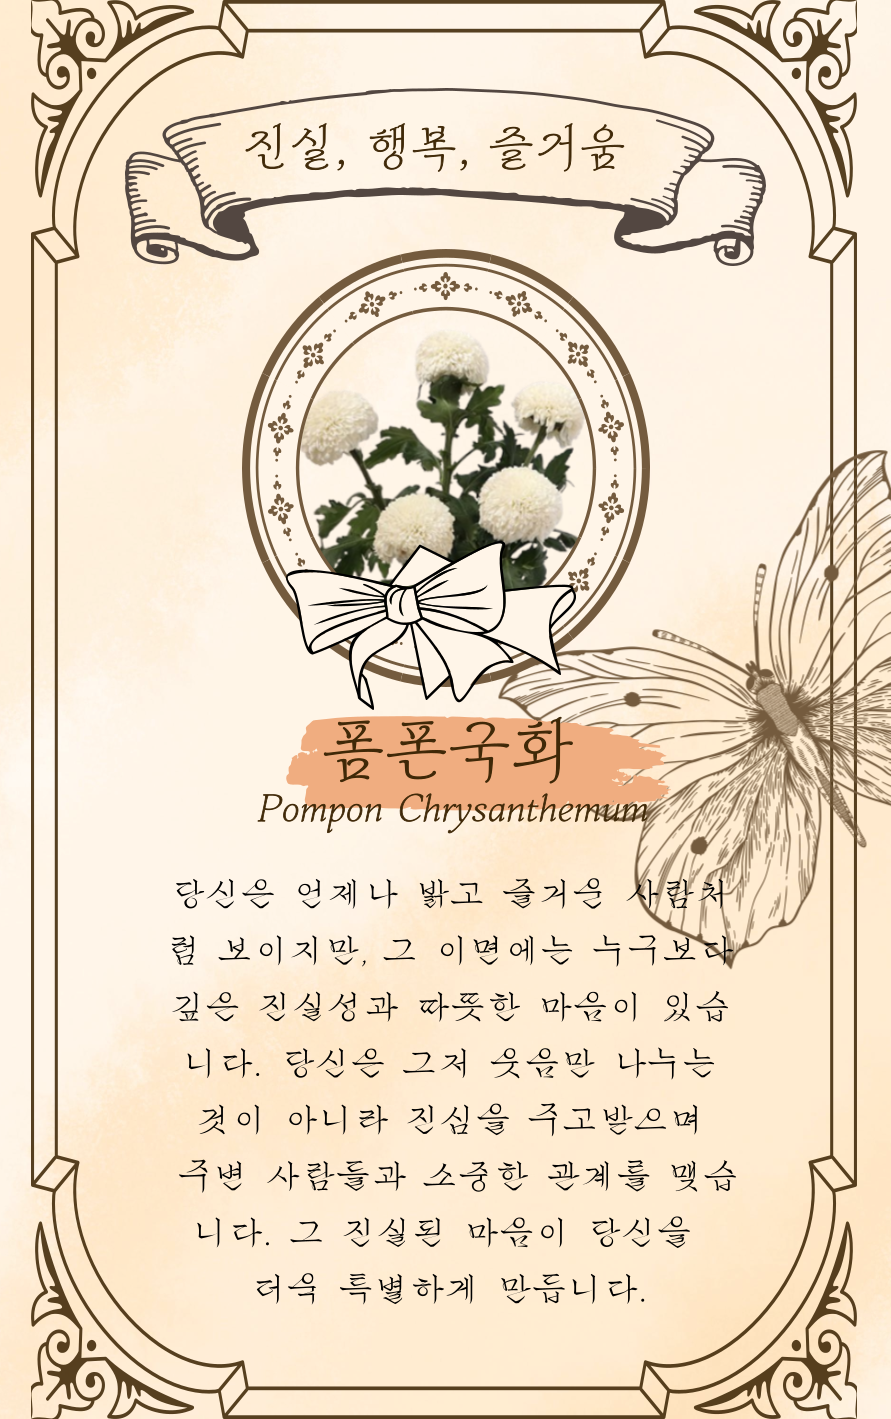 진실, 행복, 즐거움
폼폰국화
Pompon Chrysanthemum
당신은 언제나 밝고 즐거운 사람처
럼 보이지만, 그 이면에는 누구보다
깊은 진실성과 따뜻한 마음이 있습
니다. 당신은 그저 웃음만 나누는
것이 아니라 진심을 주고받으며
주변 사람들과 소중한 관계를 맺습
니다. 그 진실된 마음이 당신을
더욱 특별하게 만듭니다.